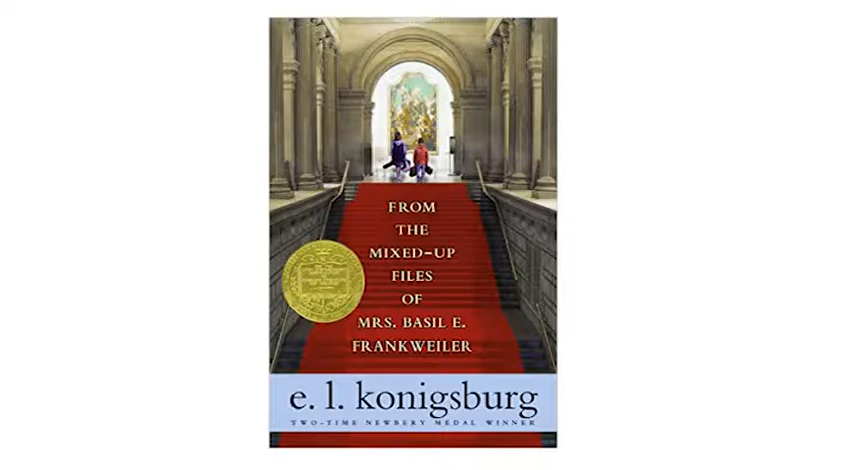 FROM
THE
MIXED-UP
FILES
OF
MRS. BASIL E.
FRANKWEILER
e. l. konigsburg
TWO-TIME NEWBERY MEDAL WINNER